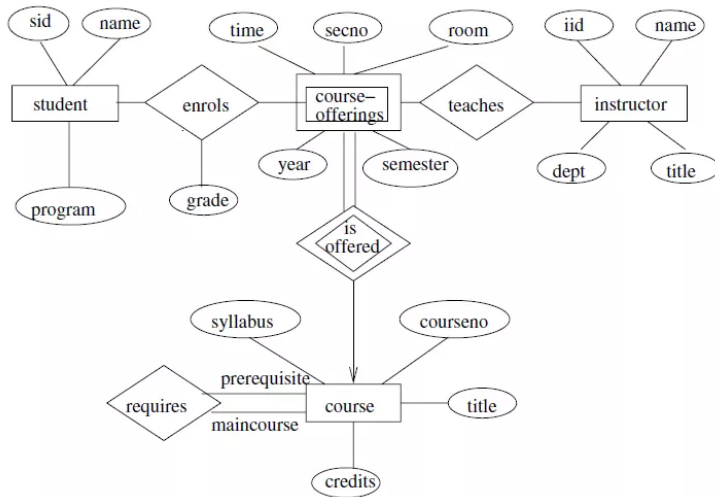 sid
name
time
secno
room
iid
name
student
enrols
course–
offerings
teaches
instructor
year
semester
dept
title
program
grade
is
offered
syllabus
courseno
prerequisite
requires
course
title
maincourse
credits